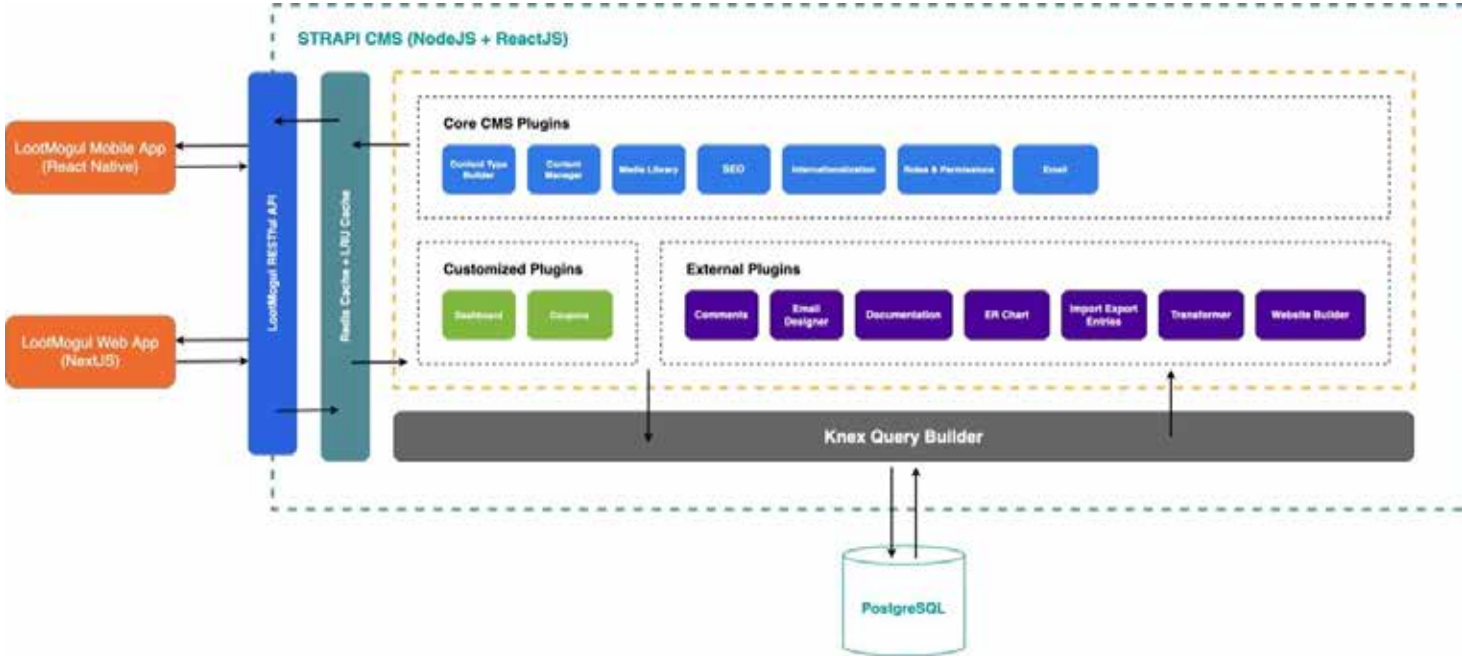 STRAPI CMS (NodeJS + ReactJS)
LootMogul Mobile App
(React Native)
LootMogul Web App
(NextJS)
LootMogul RESTful API
Redis Cache + LRU Cache
Core CMS Plugins
Content Type
Builder
Content
Manager
Media Library
SEO
Internationalization
Roles & Permissions
Email
Customized Plugins
Dashboard
Coupons
External Plugins
Comments
Email
Designer
Documentation
ER Chart
Import Export
Entries
Transformer
Website Builder
Knex Query Builder
PostgreSQL